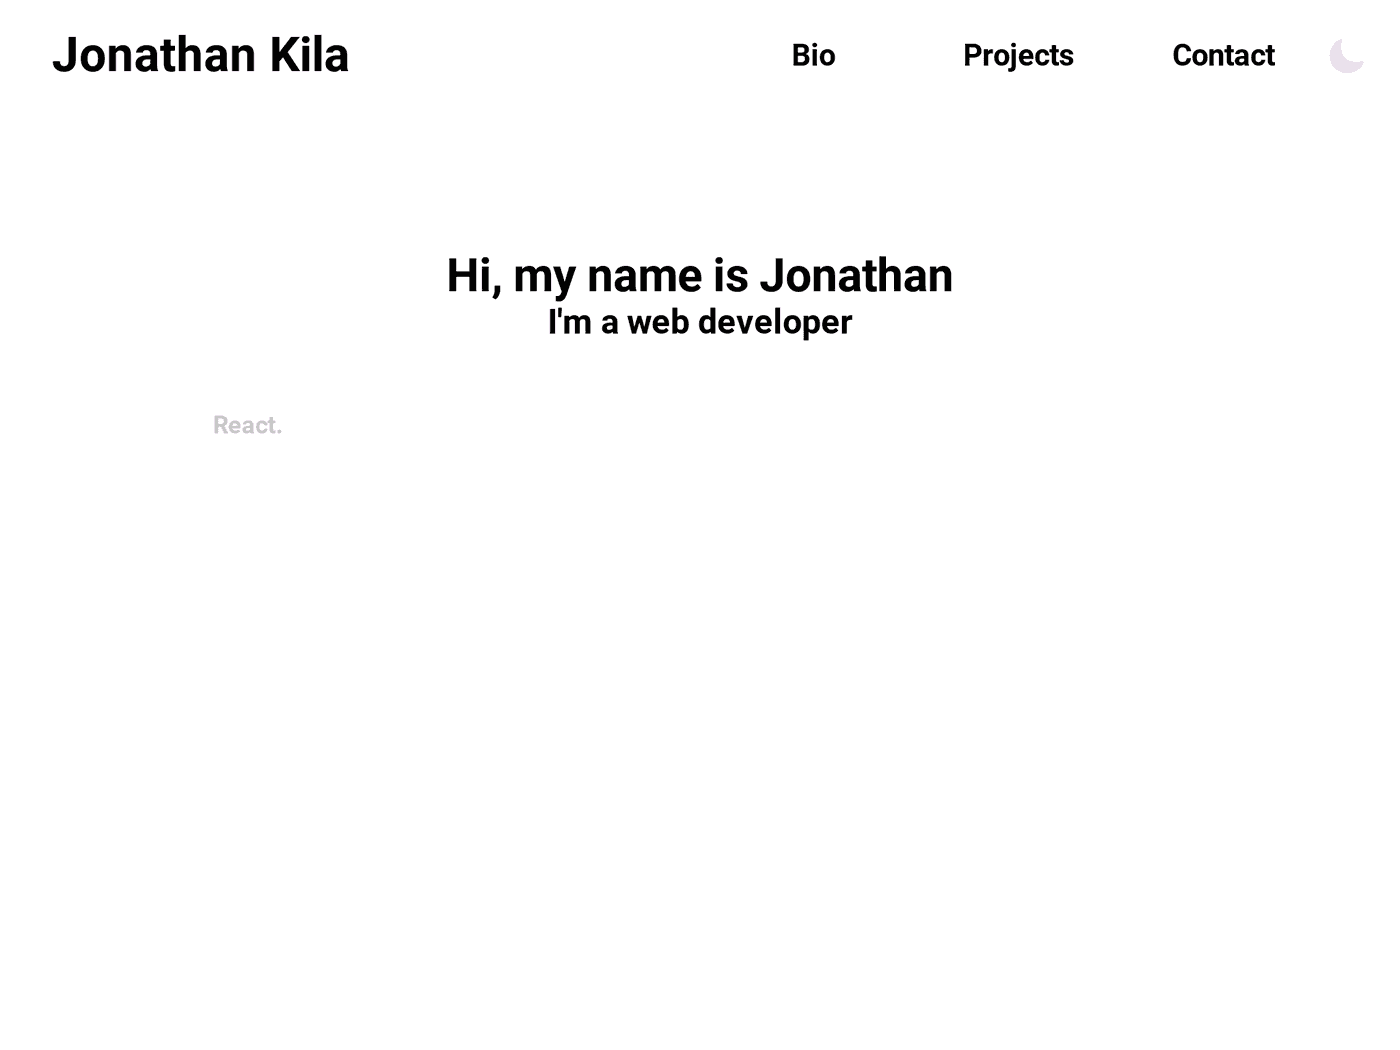 Jonathan Kila
Bio Projects Contact
Hi, my name is Jonathan
I'm a web developer
React.